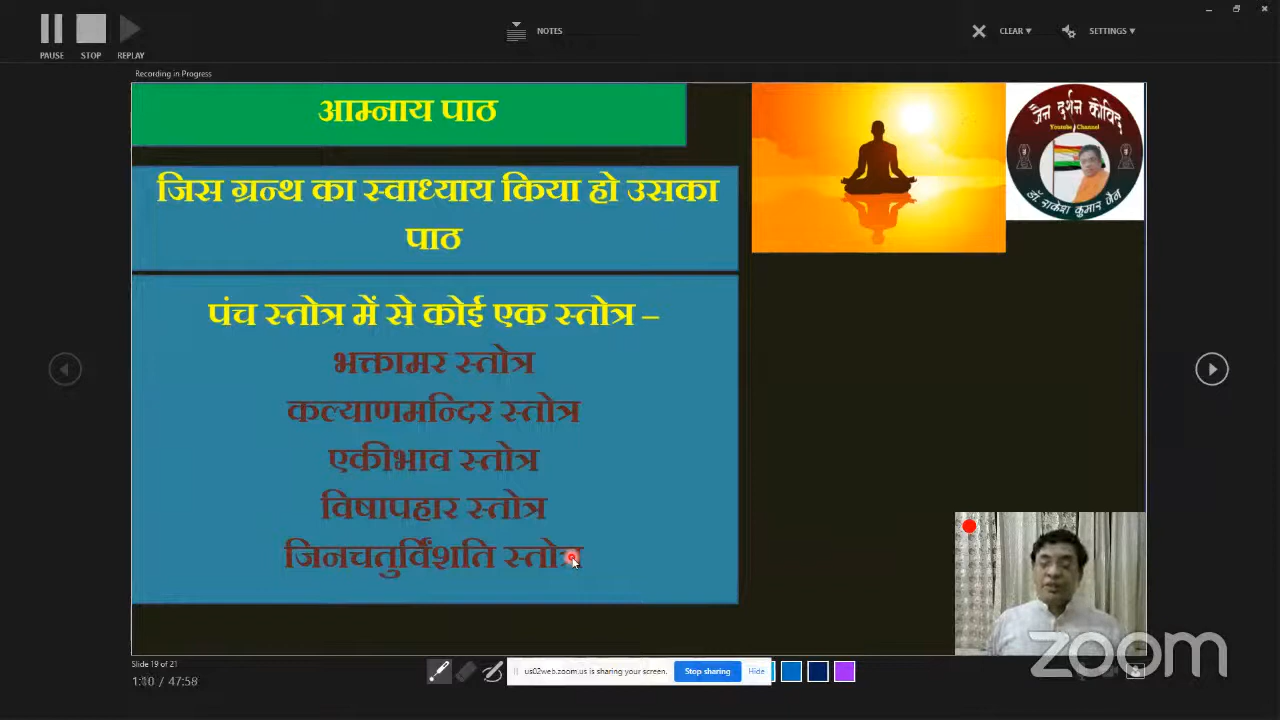 PAUSE
STOP
REPLAY
NOTES
CLEAR
SETTINGS
Recording in Progress
आम्नाय पाठ
जिस ग्रन्थ का स्वाध्याय किया हो उसका
पाठ
पंच स्तोत्र में से कोई एक स्तोत्र –
भक्तामर स्तोत्र
कल्याणमन्दिर स्तोत्र
एकीभाव स्तोत्र
विषापहार स्तोत्र
जिनचतुर्विंशति स्तोत्र
जैन दर्शन कोविद
Youtube Channel
डॉ. राकेश कुमार जैन
zoom
Slide 19 of 21
1:10 / 47:58
us02web.zoom.us is sharing your screen.
Stop sharing
Hide